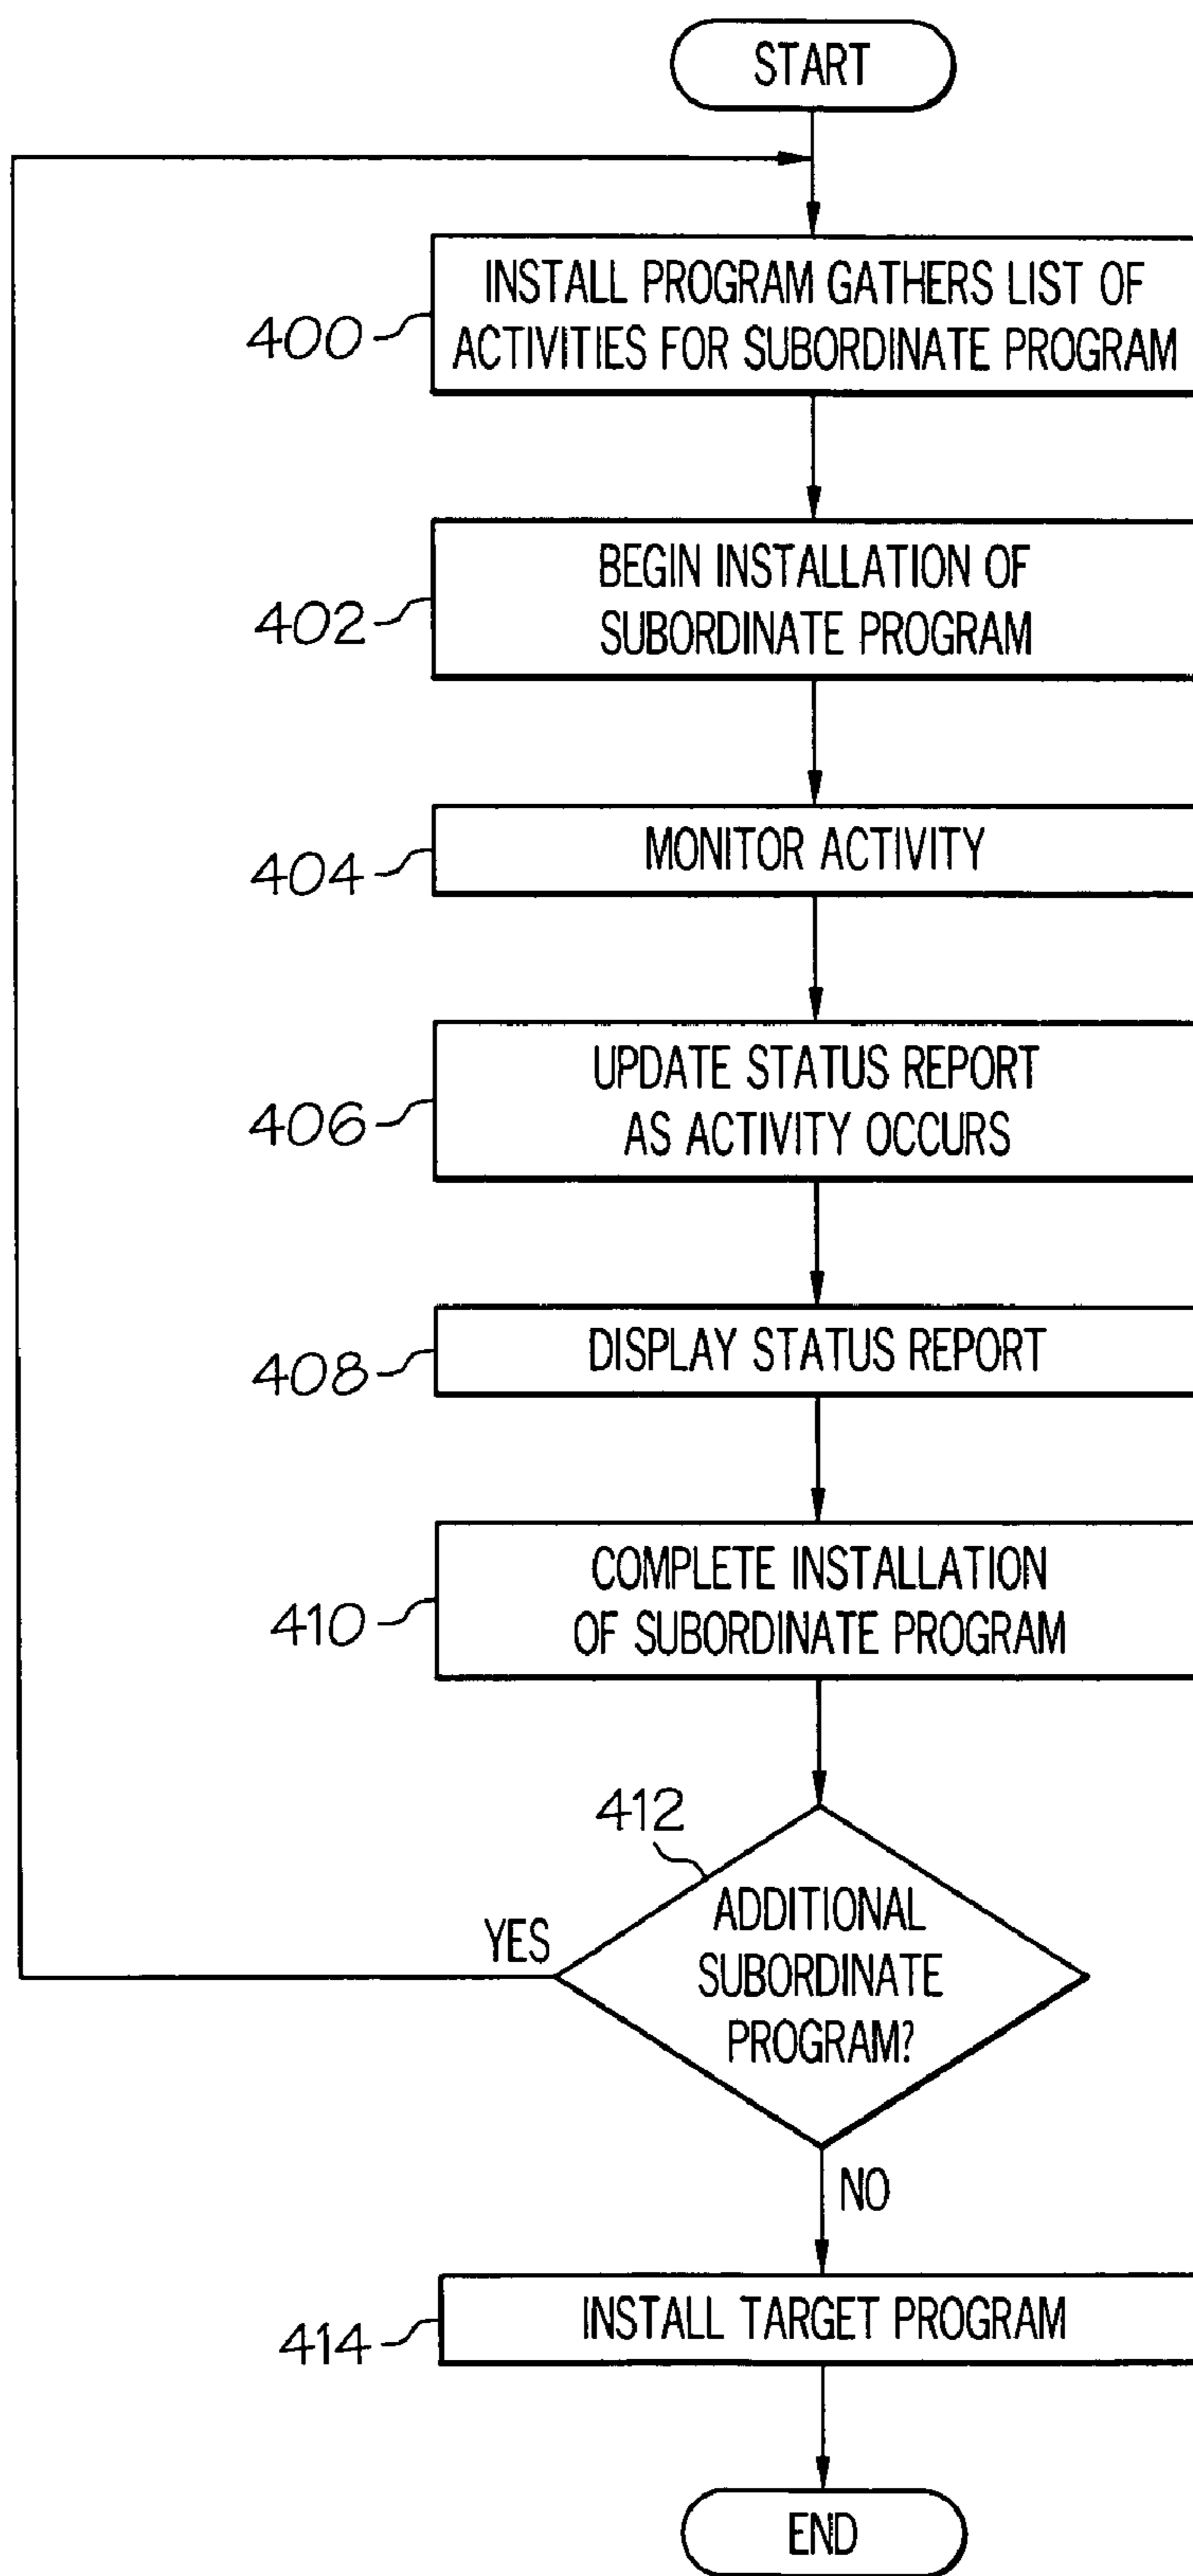 START
INSTALL PROGRAM GATHERS LIST OF
ACTIVITIES FOR SUBORDINATE PROGRAM
400
BEGIN INSTALLATION OF
SUBORDINATE PROGRAM
402
MONITOR ACTIVITY
404
UPDATE STATUS REPORT
AS ACTIVITY OCCURS
406
DISPLAY STATUS REPORT
408
COMPLETE INSTALLATION
OF SUBORDINATE PROGRAM
410
412
ADDITIONAL
SUBORDINATE
PROGRAM?
YES
NO
INSTALL TARGET PROGRAM
414
END